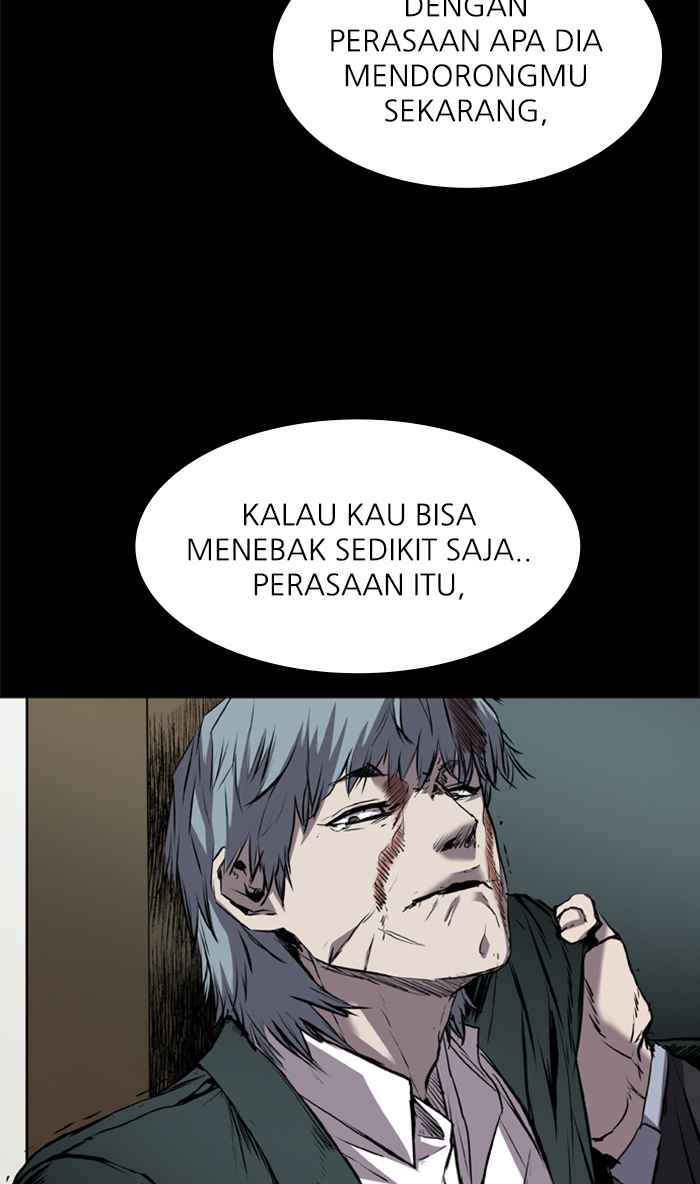 DENGAN
PERASAAN APA DIA
MENDORONGMU
SEKARANG,
KALAU KAU BISA
MENEBAK SEDIKIT SAJA..
PERASAAN ITU,